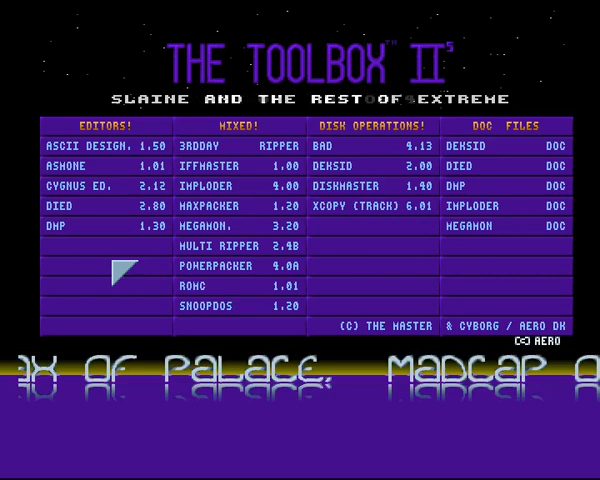 THE TOOLBOX™ II⁵
SLAINE AND THE REST OF EXTREME
EDITORS! MIXED! DISK OPERATIONS! DOC FILES
ASCII DESIGN. 1.50 3RDDAY RIPPER BAD 4.13 DEKSID DOC
ASMONE 1.01 IFFMASTER 1.00 DEKSID 2.00 DIED DOC
CYGNUS ED. 2.12 IMPLODER 4.00 DISKMASTER 1.40 DMP DOC
DIED 2.80 MAXPACKER 1.20 XCOPY (TRACK) 6.01 IMPLODER DOC
DMP 1.30 MEGAMON. 3.20 MEGAMON DOC
MULTI RIPPER 2.4B
POWERPACKER 4.0A
ROMC 1.01
SNOOPDOS 1.20
(C) THE MASTER & CYBORG / AERO DK
AERO
OF PALACE, MADCAP O